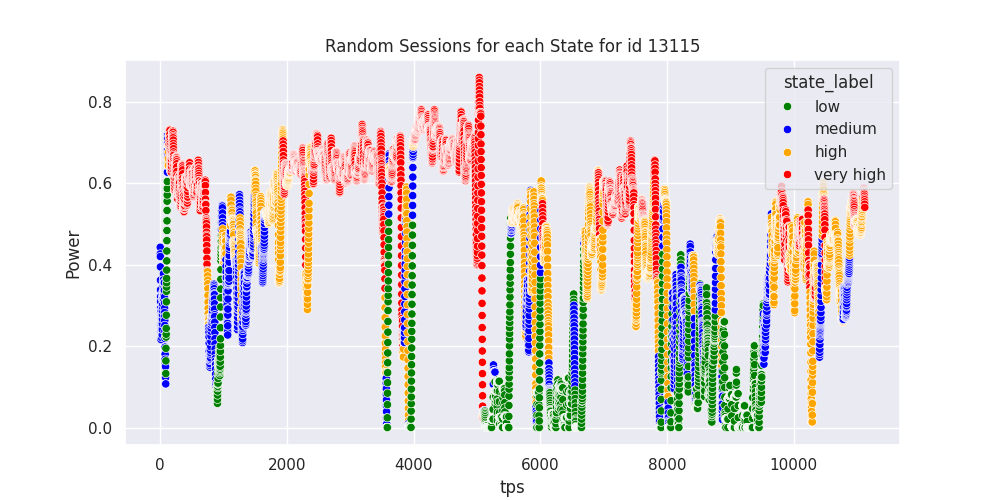 Random Sessions for each State for id 13115
state_label
low
medium
high
very high
Power
0.8
0.6
0.4
0.2
0.0
0
2000
4000
6000
8000
10000
tps